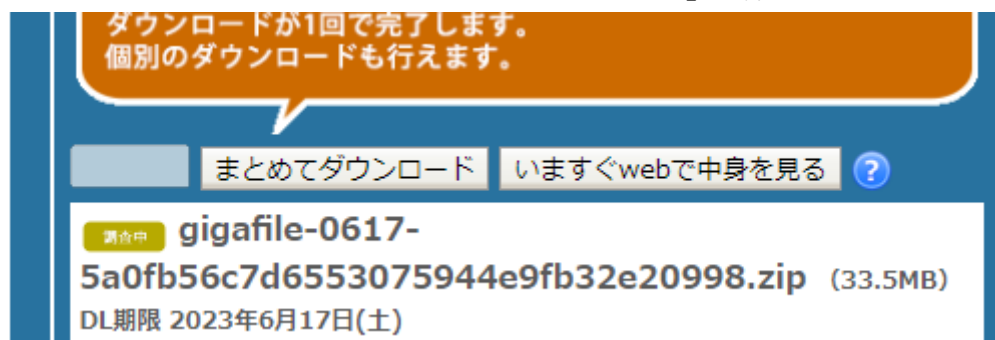 ダウンロードが1回で完了します。
個別のダウンロードも行えます。
まとめてダウンロード いますぐwebで中身を見る ?
調査中 gigafile-0617-
5a0fb56c7d6553075944e9fb32e20998.zip (33.5MB)
DL期限 2023年6月17日(土)